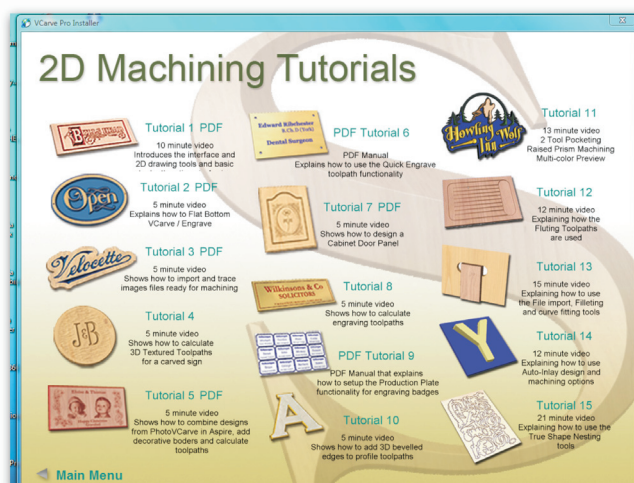 VCarve Pro Installer
2D Machining Tutorials
Tutorial 1 PDF
10 minute video
Introduces the interface and
2D drawing tools and basic
Open
Tutorial 2 PDF
5 minute video
Explains how to Flat Bottom
VCarve / Engrave
Velocette
Tutorial 3 PDF
5 minute video
Shows how to import and trace
images files ready for machining
J&B
Tutorial 4
5 minute video
Shows how to calculate
3D Textured Toolpaths
for a carved sign
Tutorial 5 PDF
5 minute video
Shows how to combine designs
from PhotoVCarve in Aspire, add
decorative boders and calculate
toolpaths
Edward Rilchester
B.Ch.D (York)
Dental Surgeon
PDF Tutorial 6
PDF Manual
Explains how to use the Quick Engrave
toolpath functionality
Tutorial 7 PDF
5 minute video
Shows how to design a
Cabinet Door Panel
Wilkinsons & Co
SOLICITORS
Tutorial 8
5 minute video
Shows how to calculate
engraving toolpaths
PDF Tutorial 9
PDF Manual that explains
how to setup the Production Plate
functionality for engraving badges
A
Tutorial 10
5 minute video
Shows how to add 3D bevelled
edges to profile toolpaths
Howling Wolf
Inn
Tutorial 11
13 minute video
2 Tool Pocketing
Raised Prism Machining
Multi-color Preview
Tutorial 12
12 minute video
Explaining how the
Fluting Toolpaths
are used
Tutorial 13
15 minute video
Explaining how to use
the File import, Filleting
and curve fitting tools
Y
Tutorial 14
12 minute video
Explaining how to use
Auto-Inlay design and
machining options
Tutorial 15
21 minute video
Explaining how to use the
True Shape Nesting
tools
Main Menu